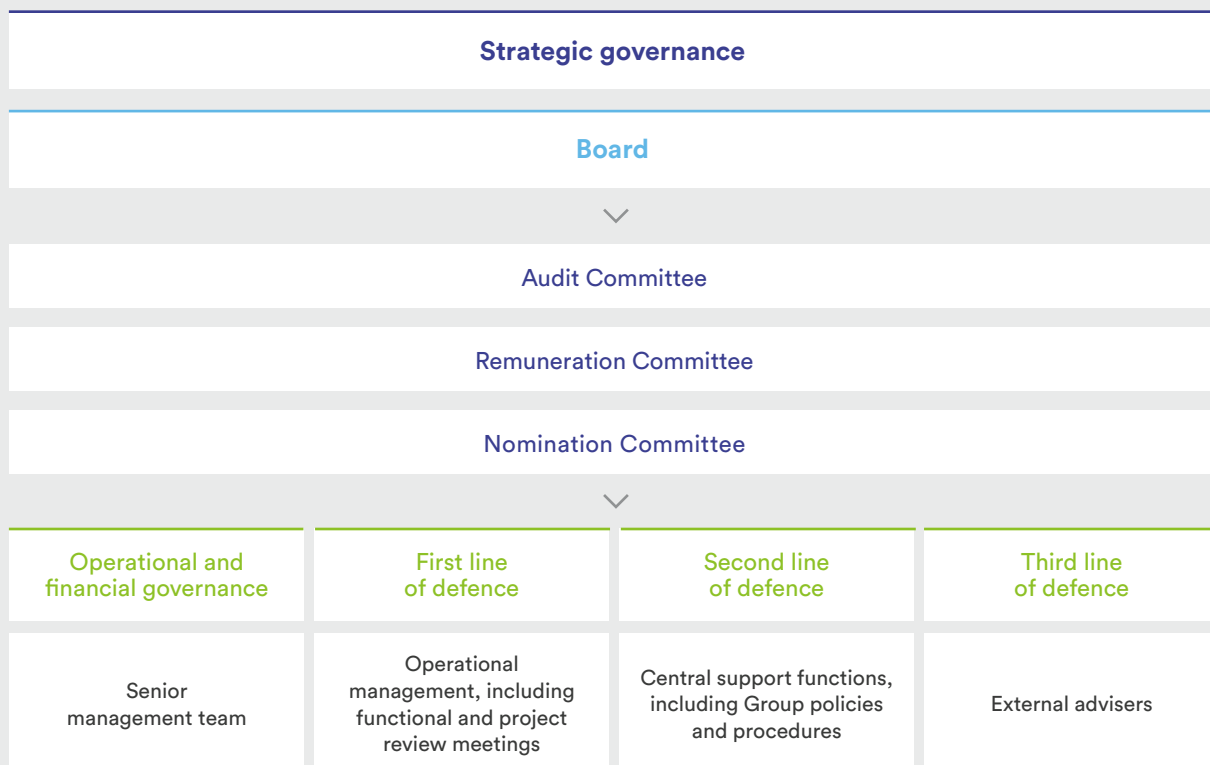 Strategic governance
Board
Audit Committee
Remuneration Committee
Nomination Committee
Operational and
financial governance
First line
of defence
Second line
of defence
Third line
of defence
Senior
management team
Operational
management, including
functional and project
review meetings
Central support functions,
including Group policies
and procedures
External advisers